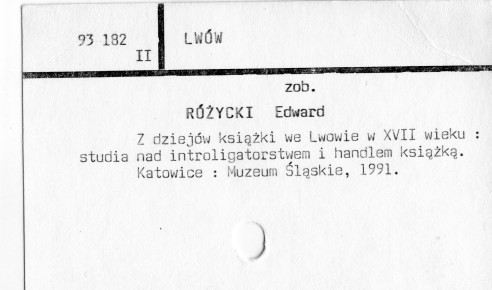 93 182
II
LWÓW
zob.
RÓŻYCKI Edward
Z dziejów książki we Lwowie w XVII wieku :
studia nad introligatorstwem i handlem książką.
Katowice : Muzeum Śląskie, 1991.